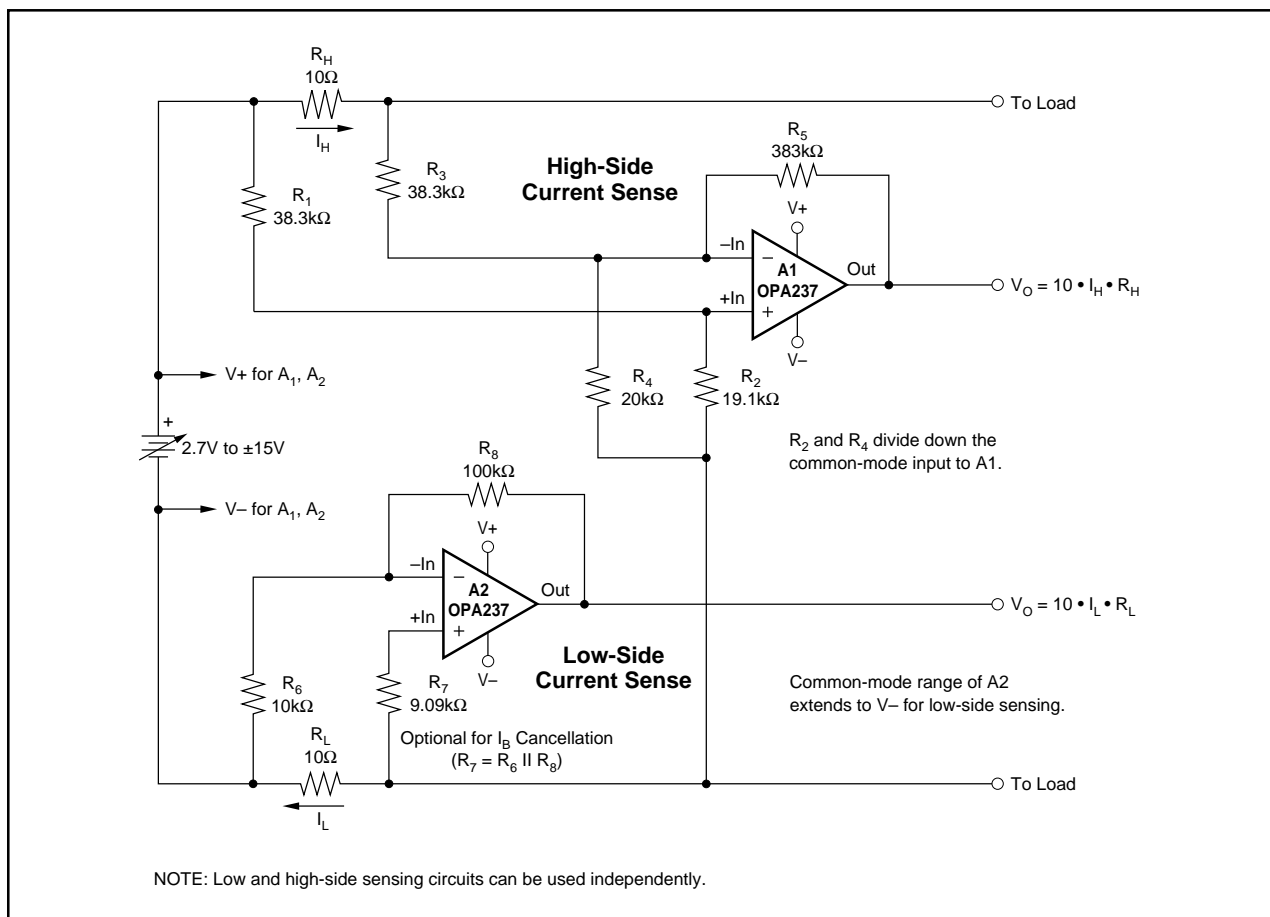 R_H
10Ω
I_H
To Load
R_5
383kΩ
High-Side
Current Sense
R_3
38.3kΩ
R_1
38.3kΩ
V+
–In
–
A1
OPA237
Out
+In
+
V–
V_O = 10 • I_H • R_H
V+ for A_1, A_2
R_4
20kΩ
R_2
19.1kΩ
+
2.7V to ±15V
R_2 and R_4 divide down the
common-mode input to A1.
R_8
100kΩ
V– for A_1, A_2
V+
–In
–
A2
OPA237
Out
+In
+
V–
V_O = 10 • I_L • R_L
Low-Side
Current Sense
R_6
10kΩ
R_7
9.09kΩ
Common-mode range of A2
extends to V– for low-side sensing.
R_L
10Ω
Optional for I_B Cancellation
(R_7 = R_6 II R_8)
I_L
To Load
NOTE: Low and high-side sensing circuits can be used independently.